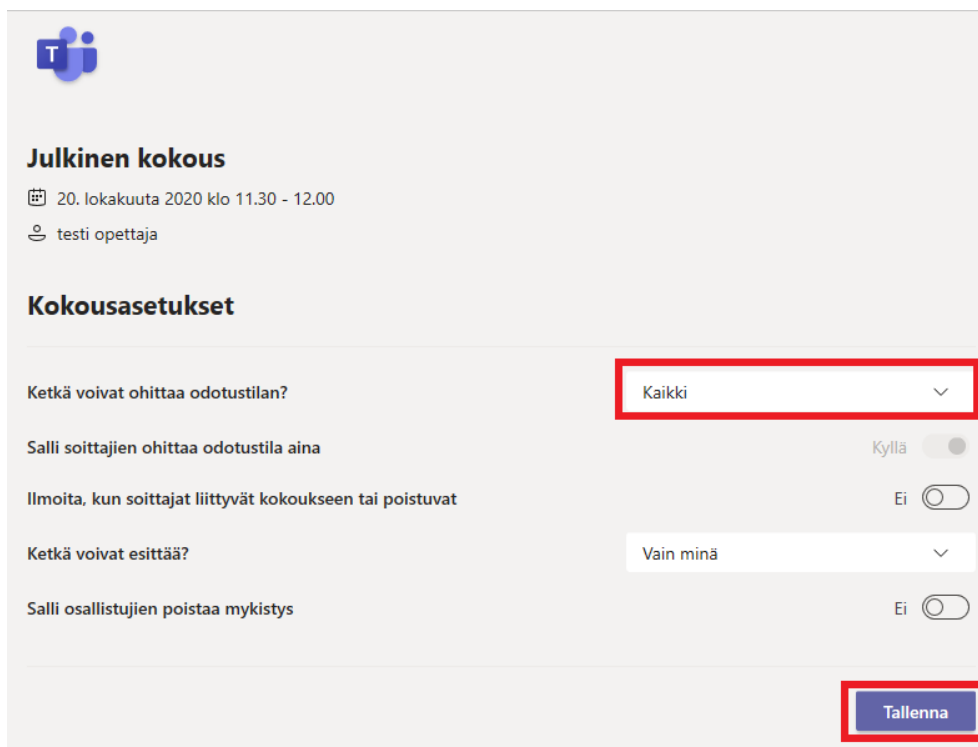 T
Julkinen kokous
20. lokakuuta 2020 klo 11.30 - 12.00
testi opettaja
Kokousasetukset
Ketkä voivat ohittaa odotustilan? Kaikki
Salli soittajien ohittaa odotustila aina Kyllä
Ilmoita, kun soittajat liittyvät kokoukseen tai poistuvat Ei
Ketkä voivat esittää? Vain minä
Salli osallistujien poistaa mykistys Ei
Tallenna